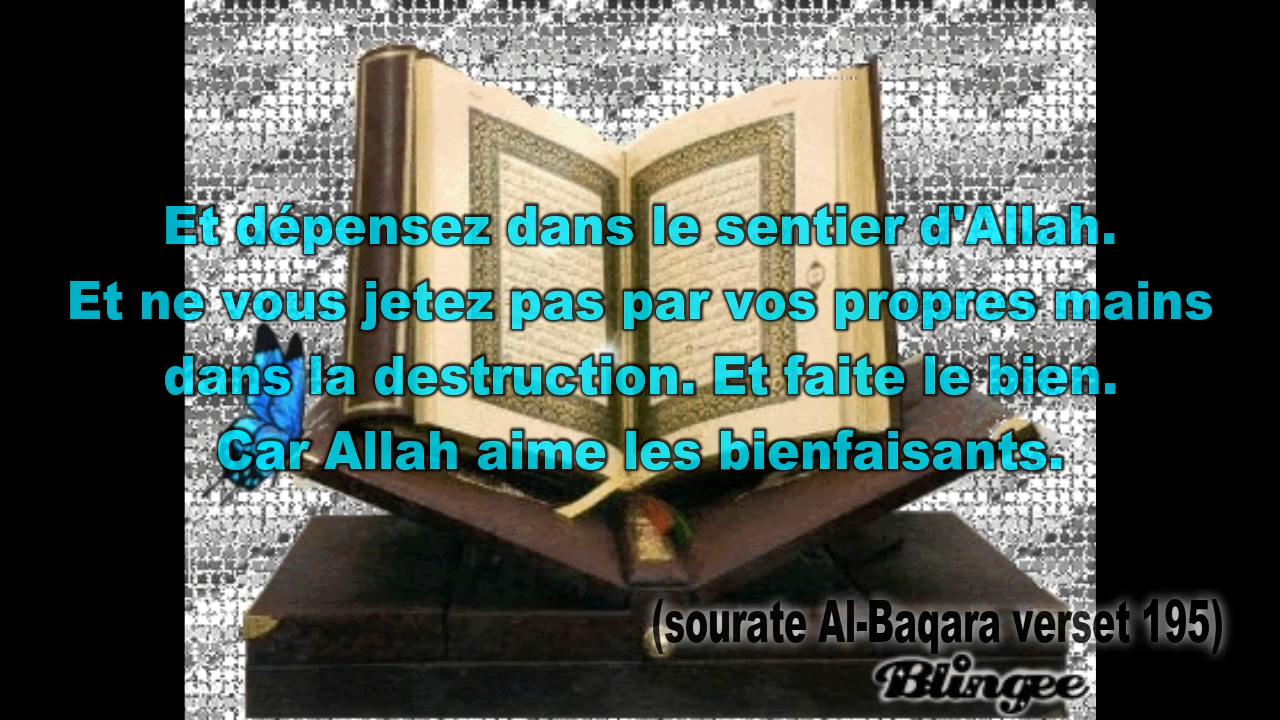 Et dépensez dans le sentier d'Allah.
Et ne vous jetez pas par vos propres mains
dans la destruction. Et faite le bien.
Car Allah aime les bienfaisants.
(sourate Al-Baqara verset 195)
Blingee